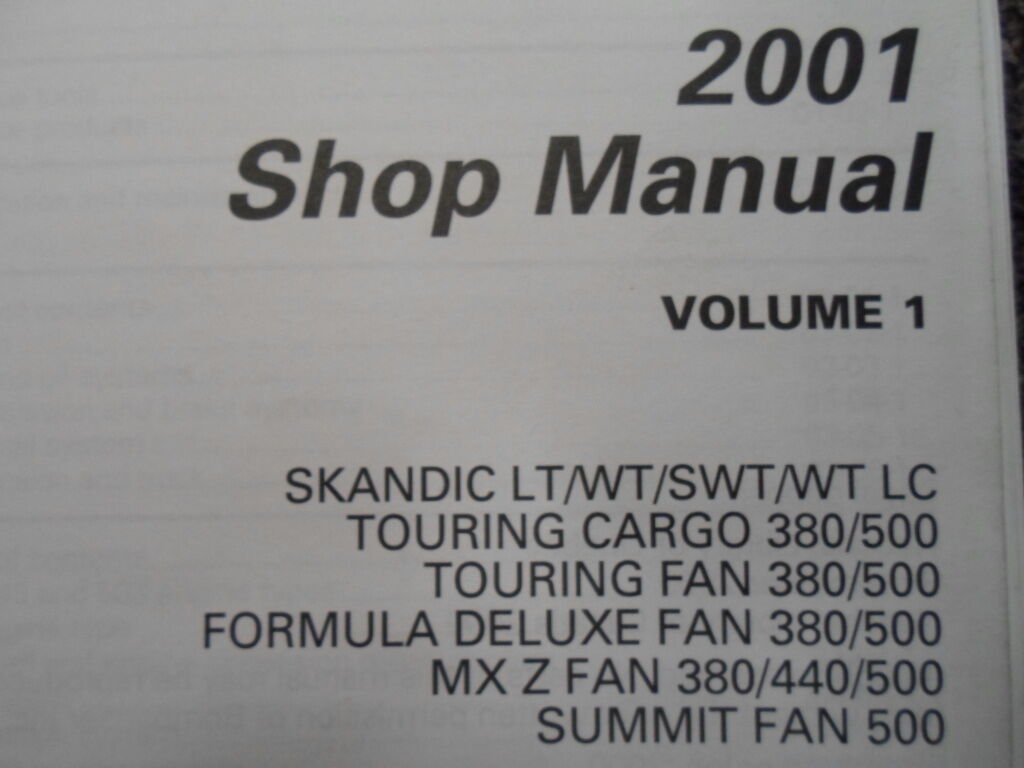 2001
Shop Manual
VOLUME 1
SKANDIC LT/WT/SWT/WT LC
TOURING CARGO 380/500
TOURING FAN 380/500
FORMULA DELUXE FAN 380/500
MX Z FAN 380/440/500
SUMMIT FAN 500